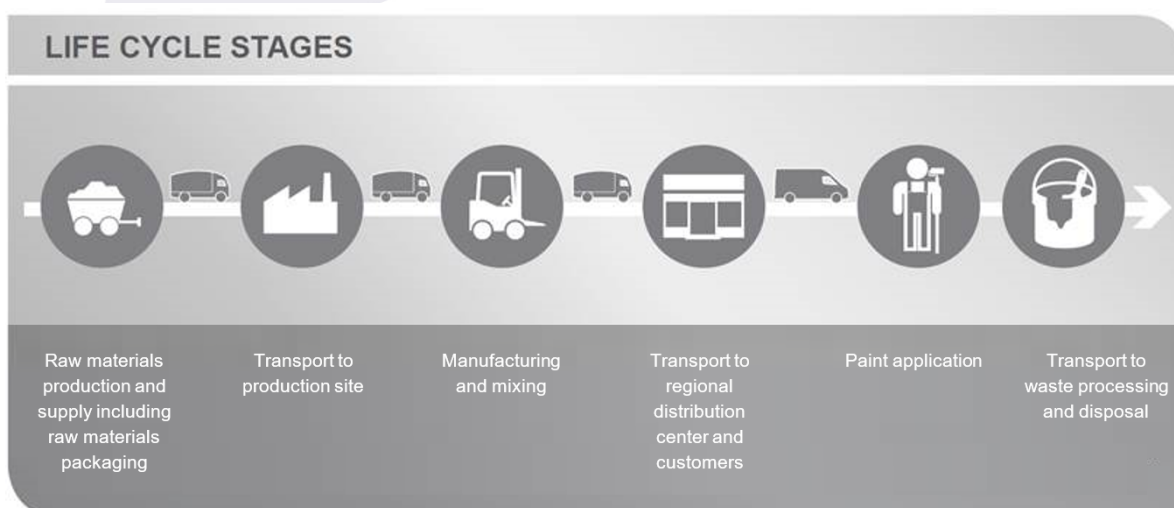 LIFE CYCLE STAGES
Raw materials
production and
supply including
raw materials
packaging
Transport to
production site
Manufacturing
and mixing
Transport to
regional
distribution
center and
customers
Paint application
Transport to
waste processing
and disposal